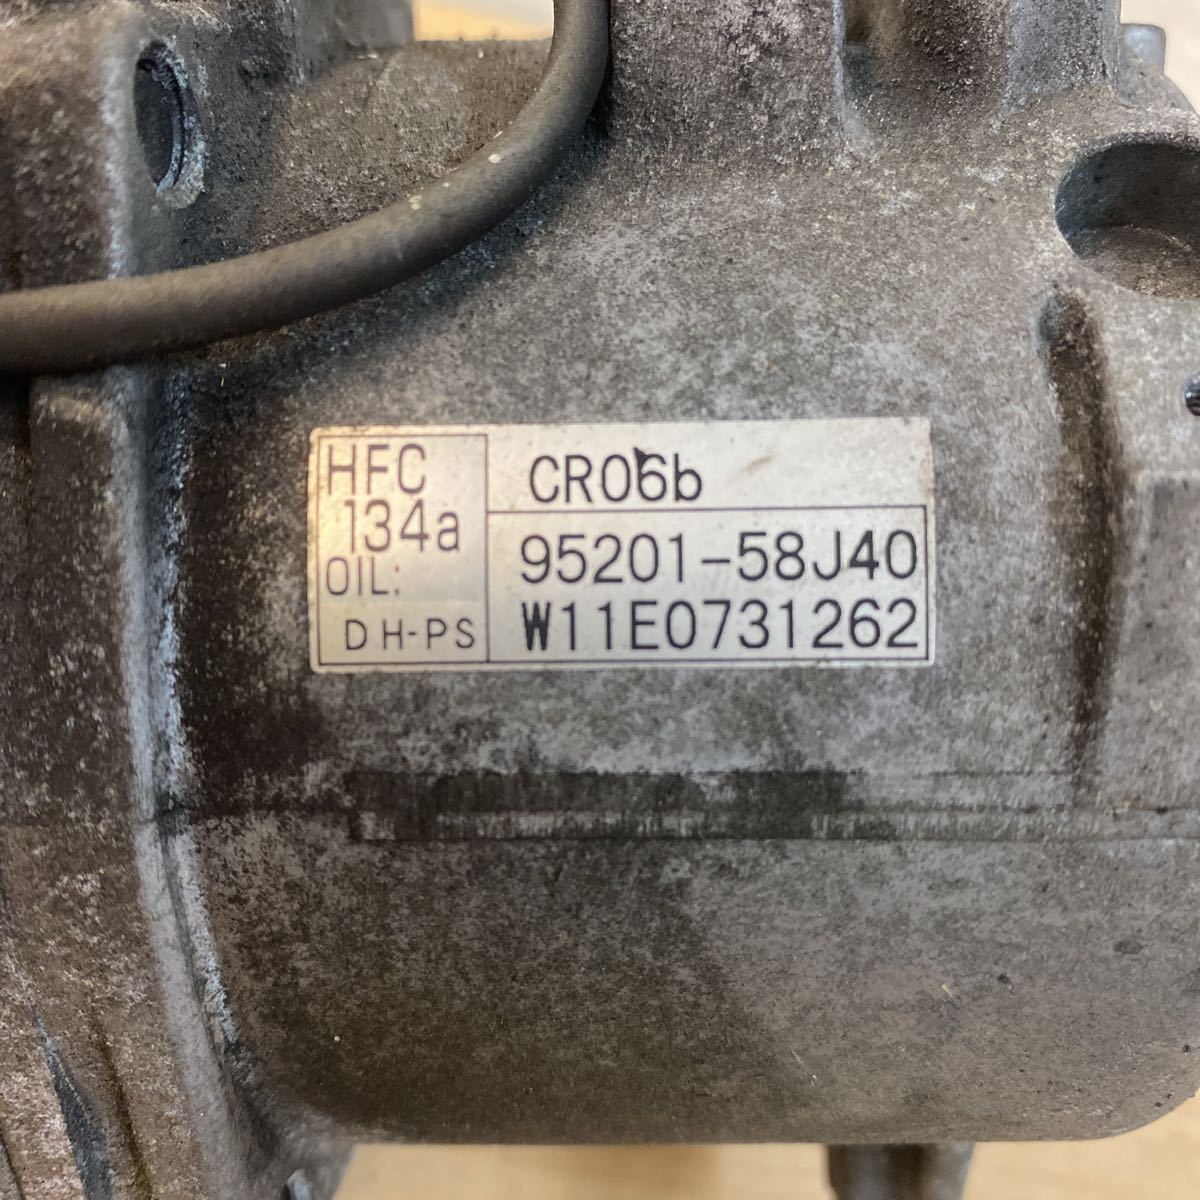 HFC
134a
OIL:
DH-PS
CR06b
95201-58J40
W11E0731262